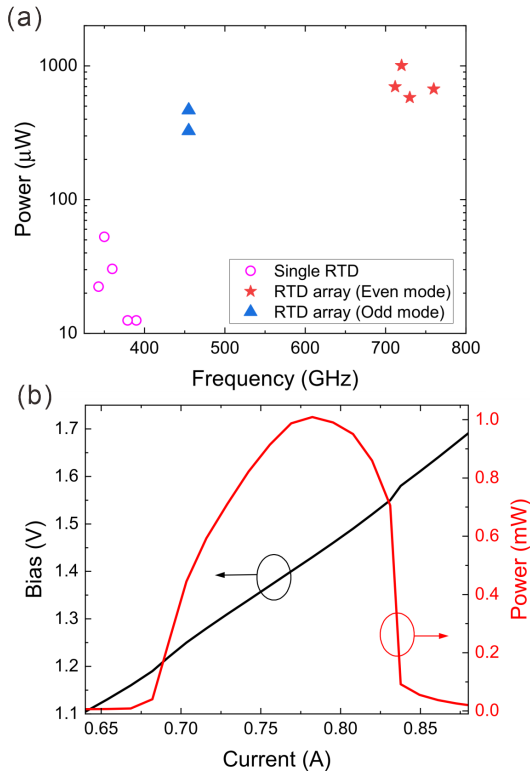 (a)
1000
100
10
Power (μW)
Single RTD
RTD array (Even mode)
RTD array (Odd mode)
400 500 600 700 800
Frequency (GHz)
(b)
1.7
1.6
1.5
1.4
1.3
1.2
1.1
Bias (V)
1.0
0.8
0.6
0.4
0.2
0.0
Power (mW)
0.65 0.70 0.75 0.80 0.85
Current (A)